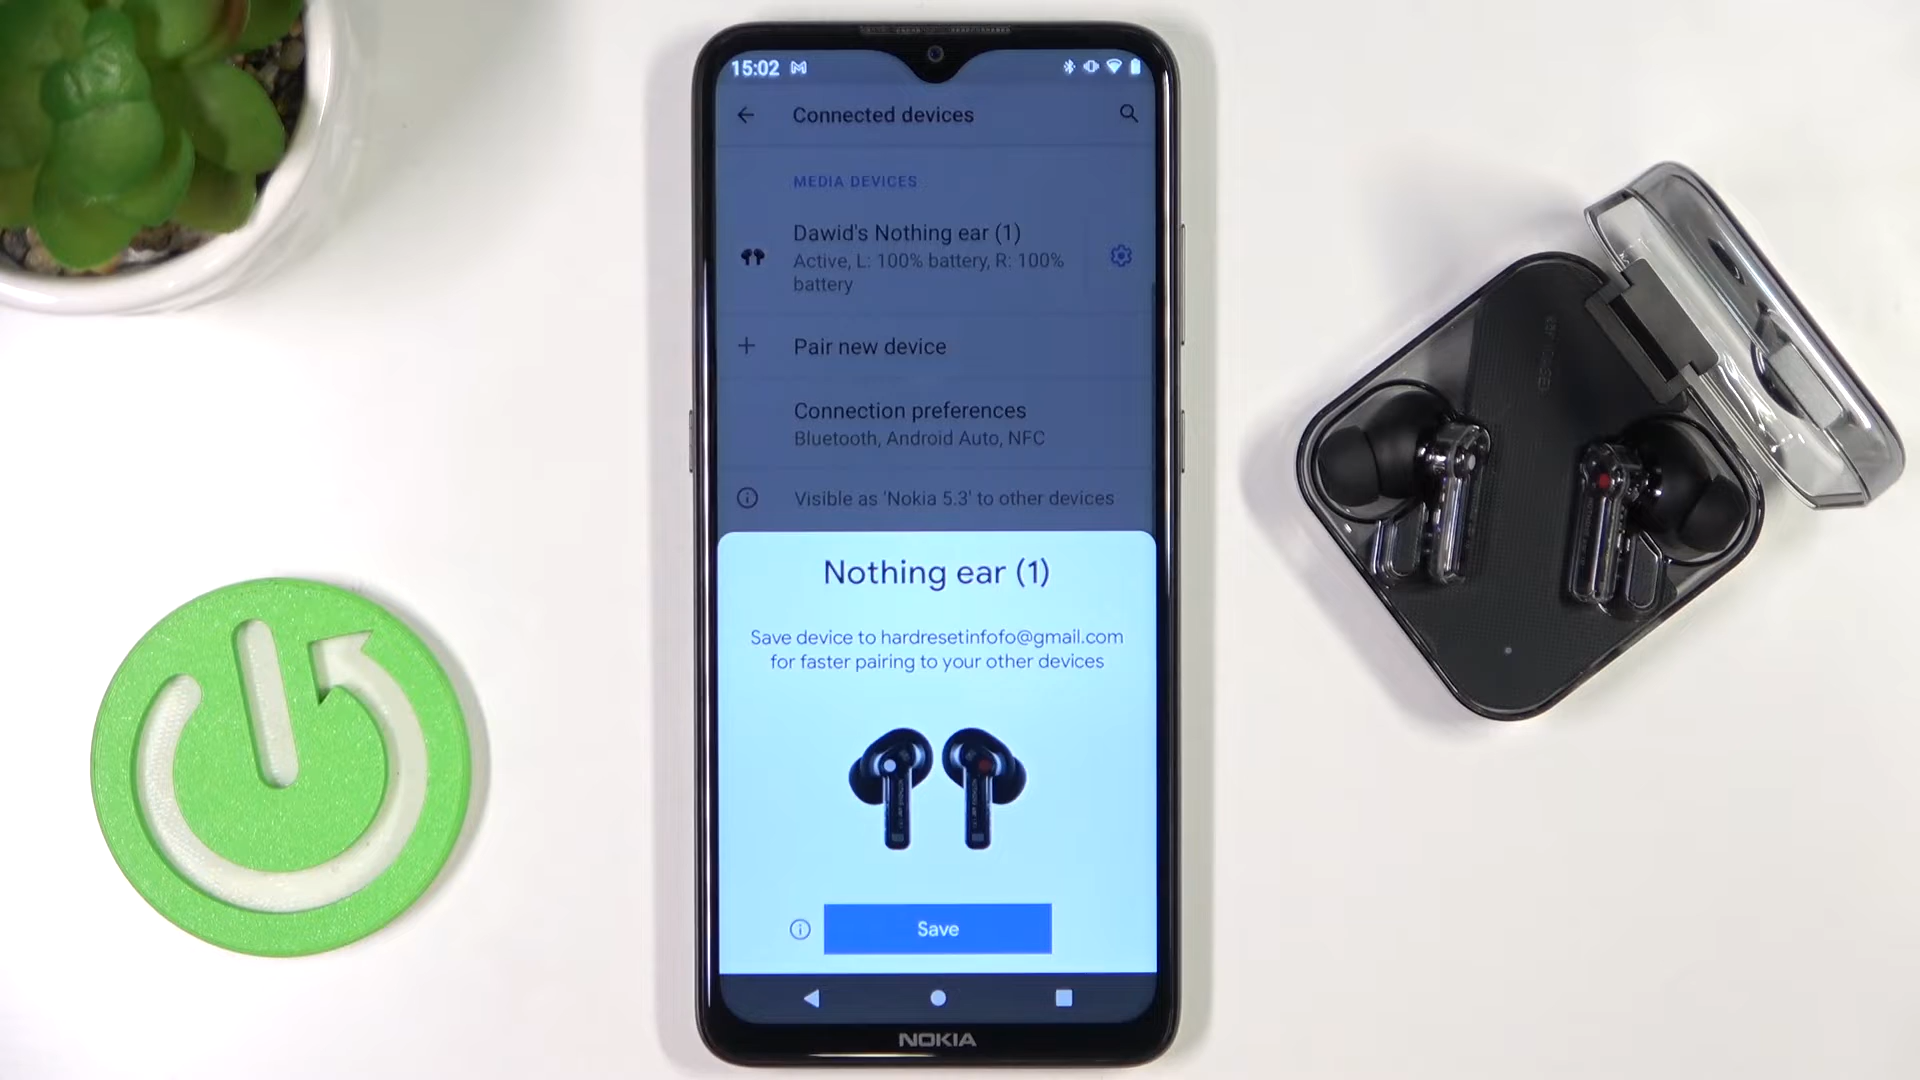 15:02
Connected devices
MEDIA DEVICES
Dawid's Nothing ear (1)
Active, L: 100% battery, R: 100%
battery
Pair new device
Connection preferences
Bluetooth, Android Auto, NFC
Visible as 'Nokia 5.3' to other devices
Nothing ear (1)
Save device to hardresetinfofo@gmail.com
for faster pairing to your other devices
Save
NOKIA